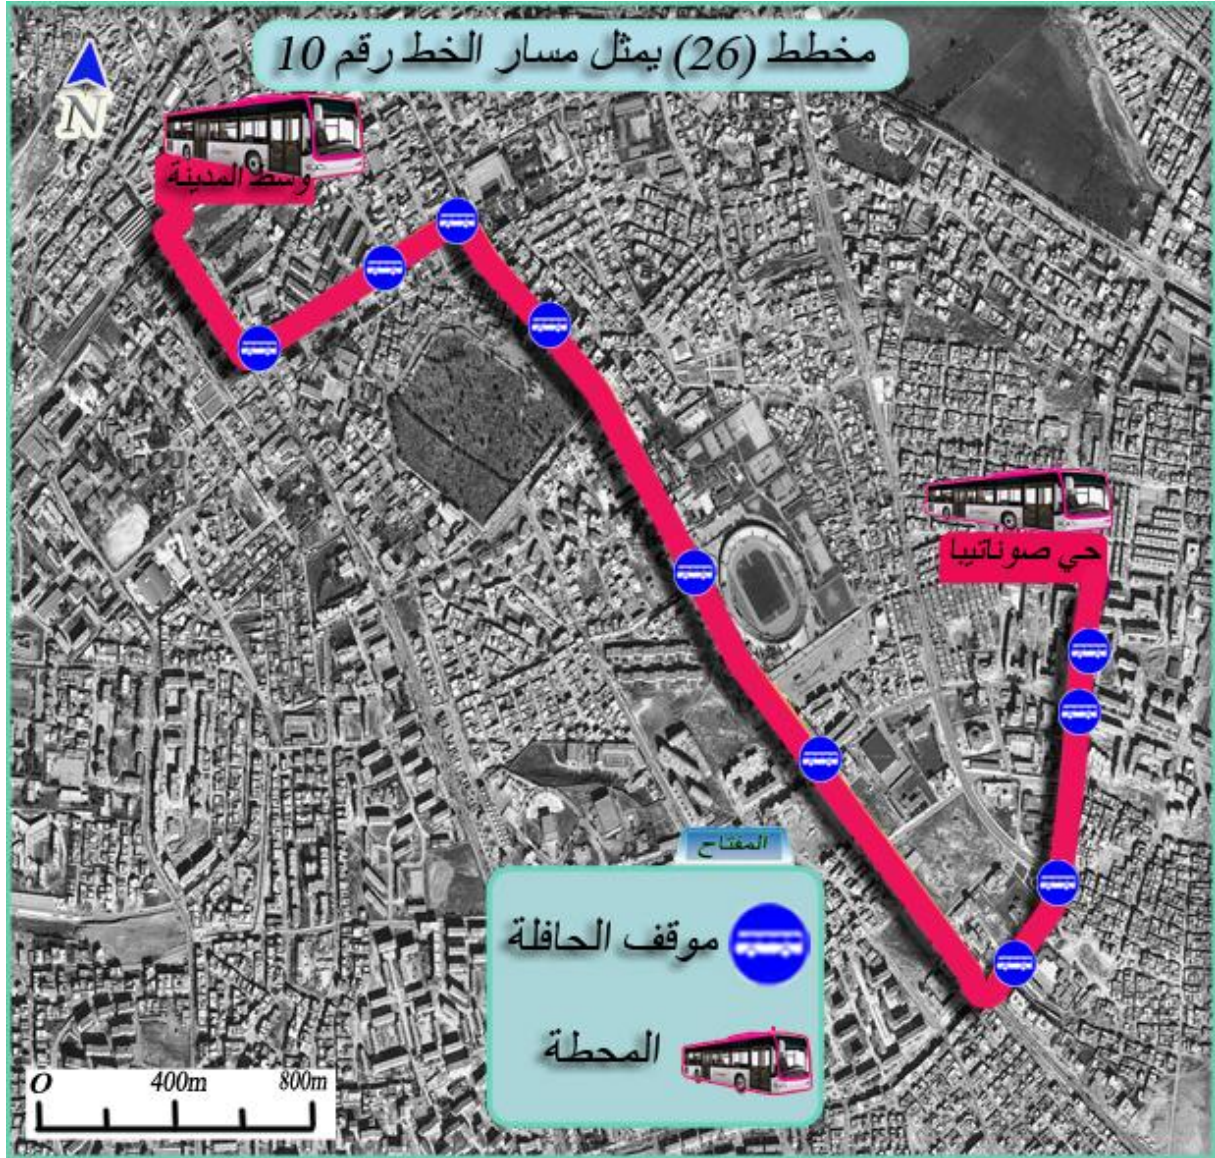 مخطط (26) يمثل مسار الخط رقم 10
N
وسط المدينة
حي صوناتيبا
المفتاح
موقف الحافلة
المحطة
O 400m 800m